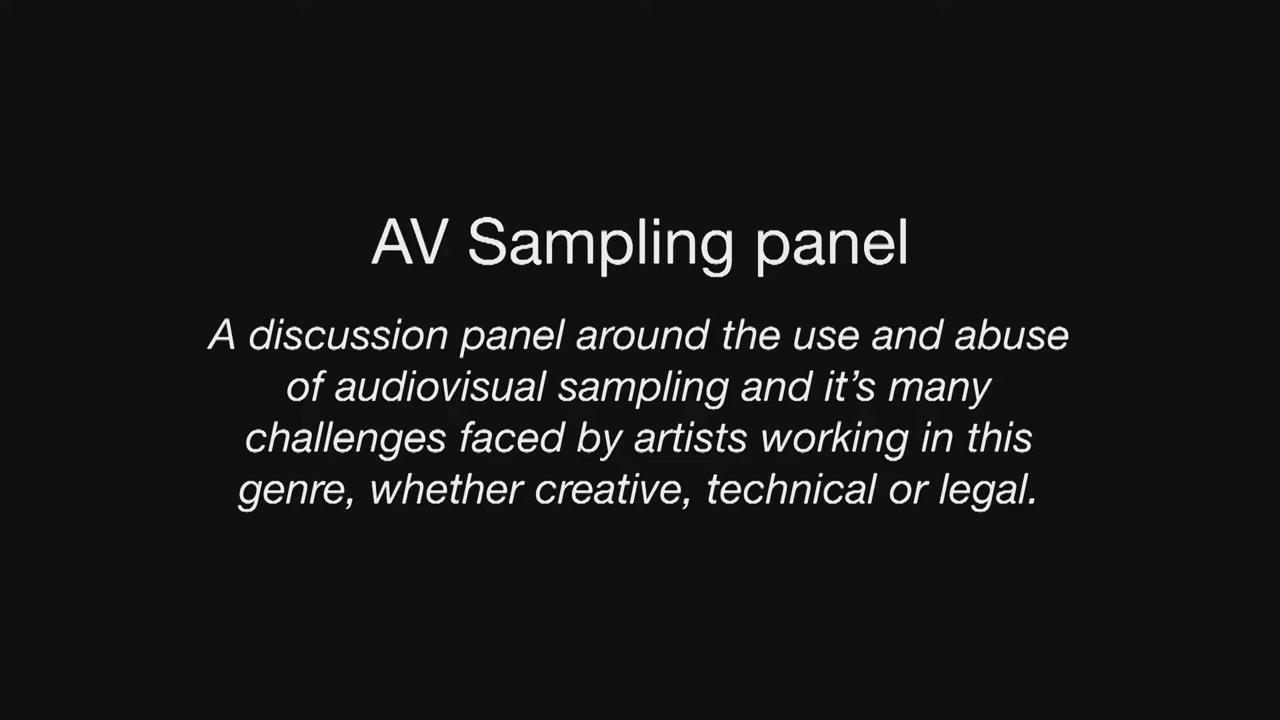 AV Sampling panel
A discussion panel around the use and abuse
of audiovisual sampling and it’s many
challenges faced by artists working in this
genre, whether creative, technical or legal.